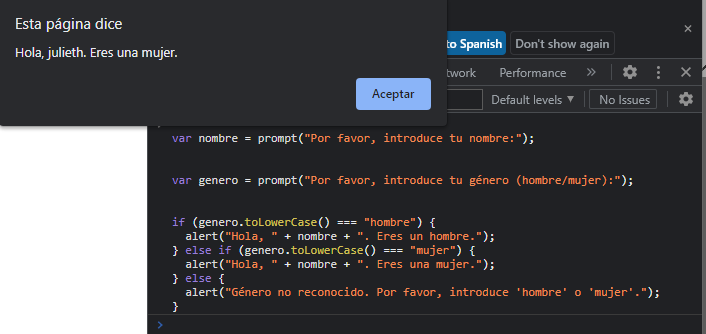 Esta página dice
Hola, julieth. Eres una mujer.
Aceptar
to Spanish
Don't show again
Performance
Default levels
No Issues
var nombre = prompt("Por favor, introduce tu nombre:");
var genero = prompt("Por favor, introduce tu género (hombre/mujer):");
if (genero.toLowerCase() === "hombre") {
  alert("Hola, " + nombre + ". Eres un hombre.");
} else if (genero.toLowerCase() === "mujer") {
  alert("Hola, " + nombre + ". Eres una mujer.");
} else {
  alert("Género no reconocido. Por favor, introduce 'hombre' o 'mujer'.");
}